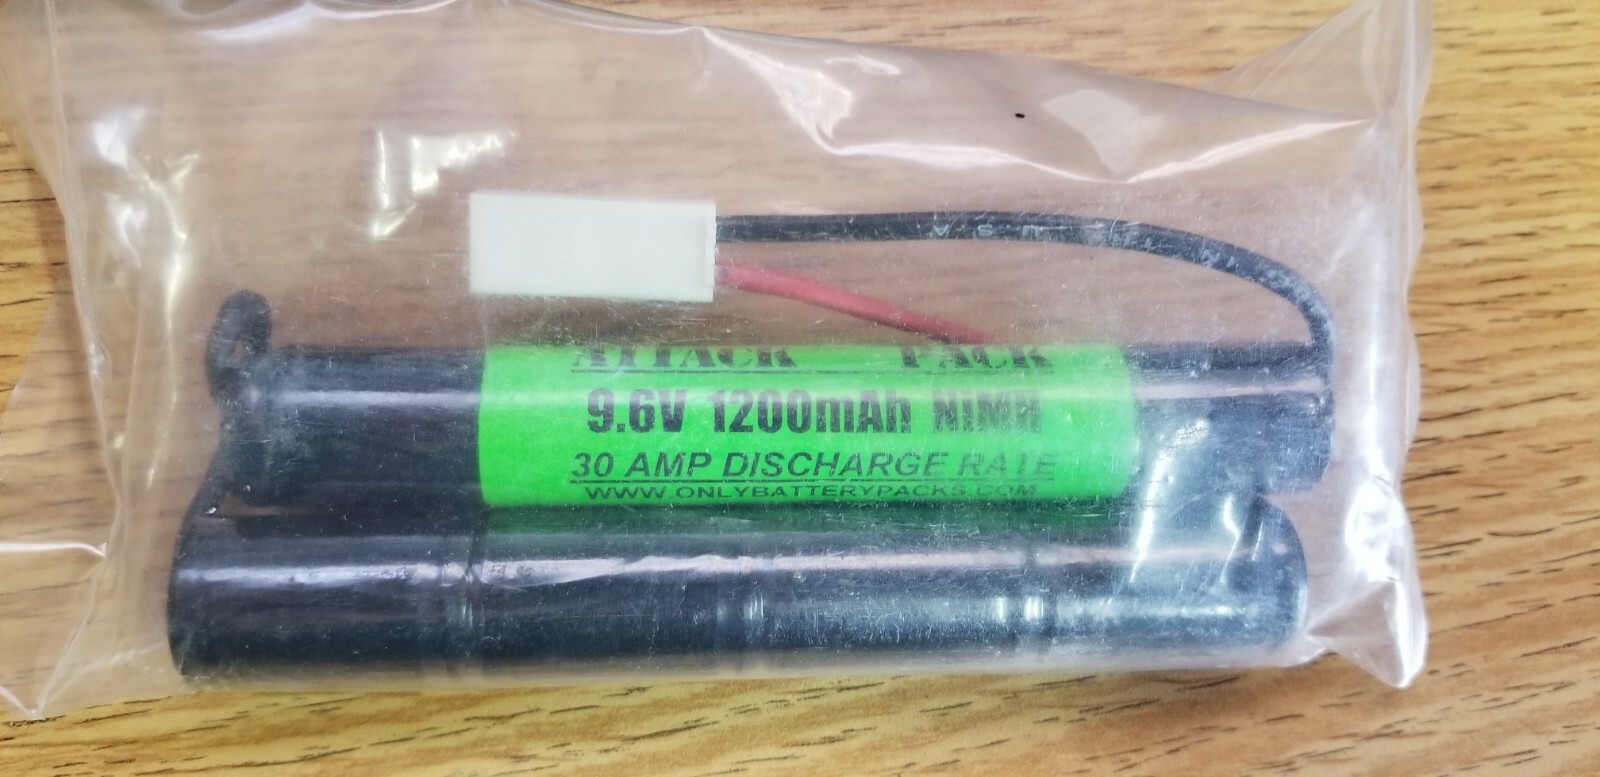 ATTACK PACK
9.6V 1200mAh NIMH
30 AMP DISCHARGE RATE
WWW.ONLYBATTERYPACKS.COM